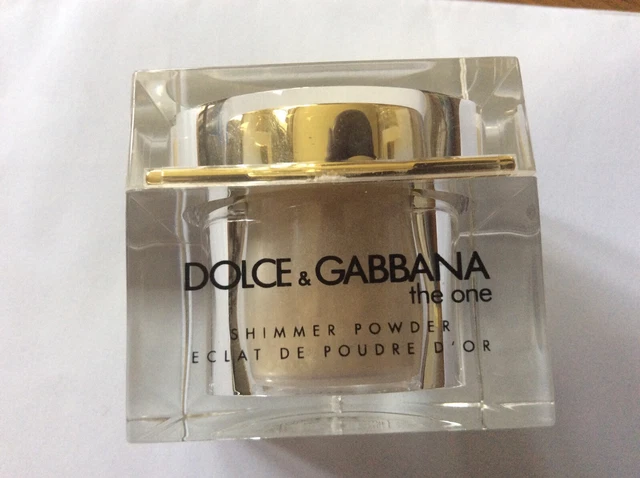 DOLCE & GABBANA
the one
SHIMMER POWDER
ECLAT DE POUDRE D'OR